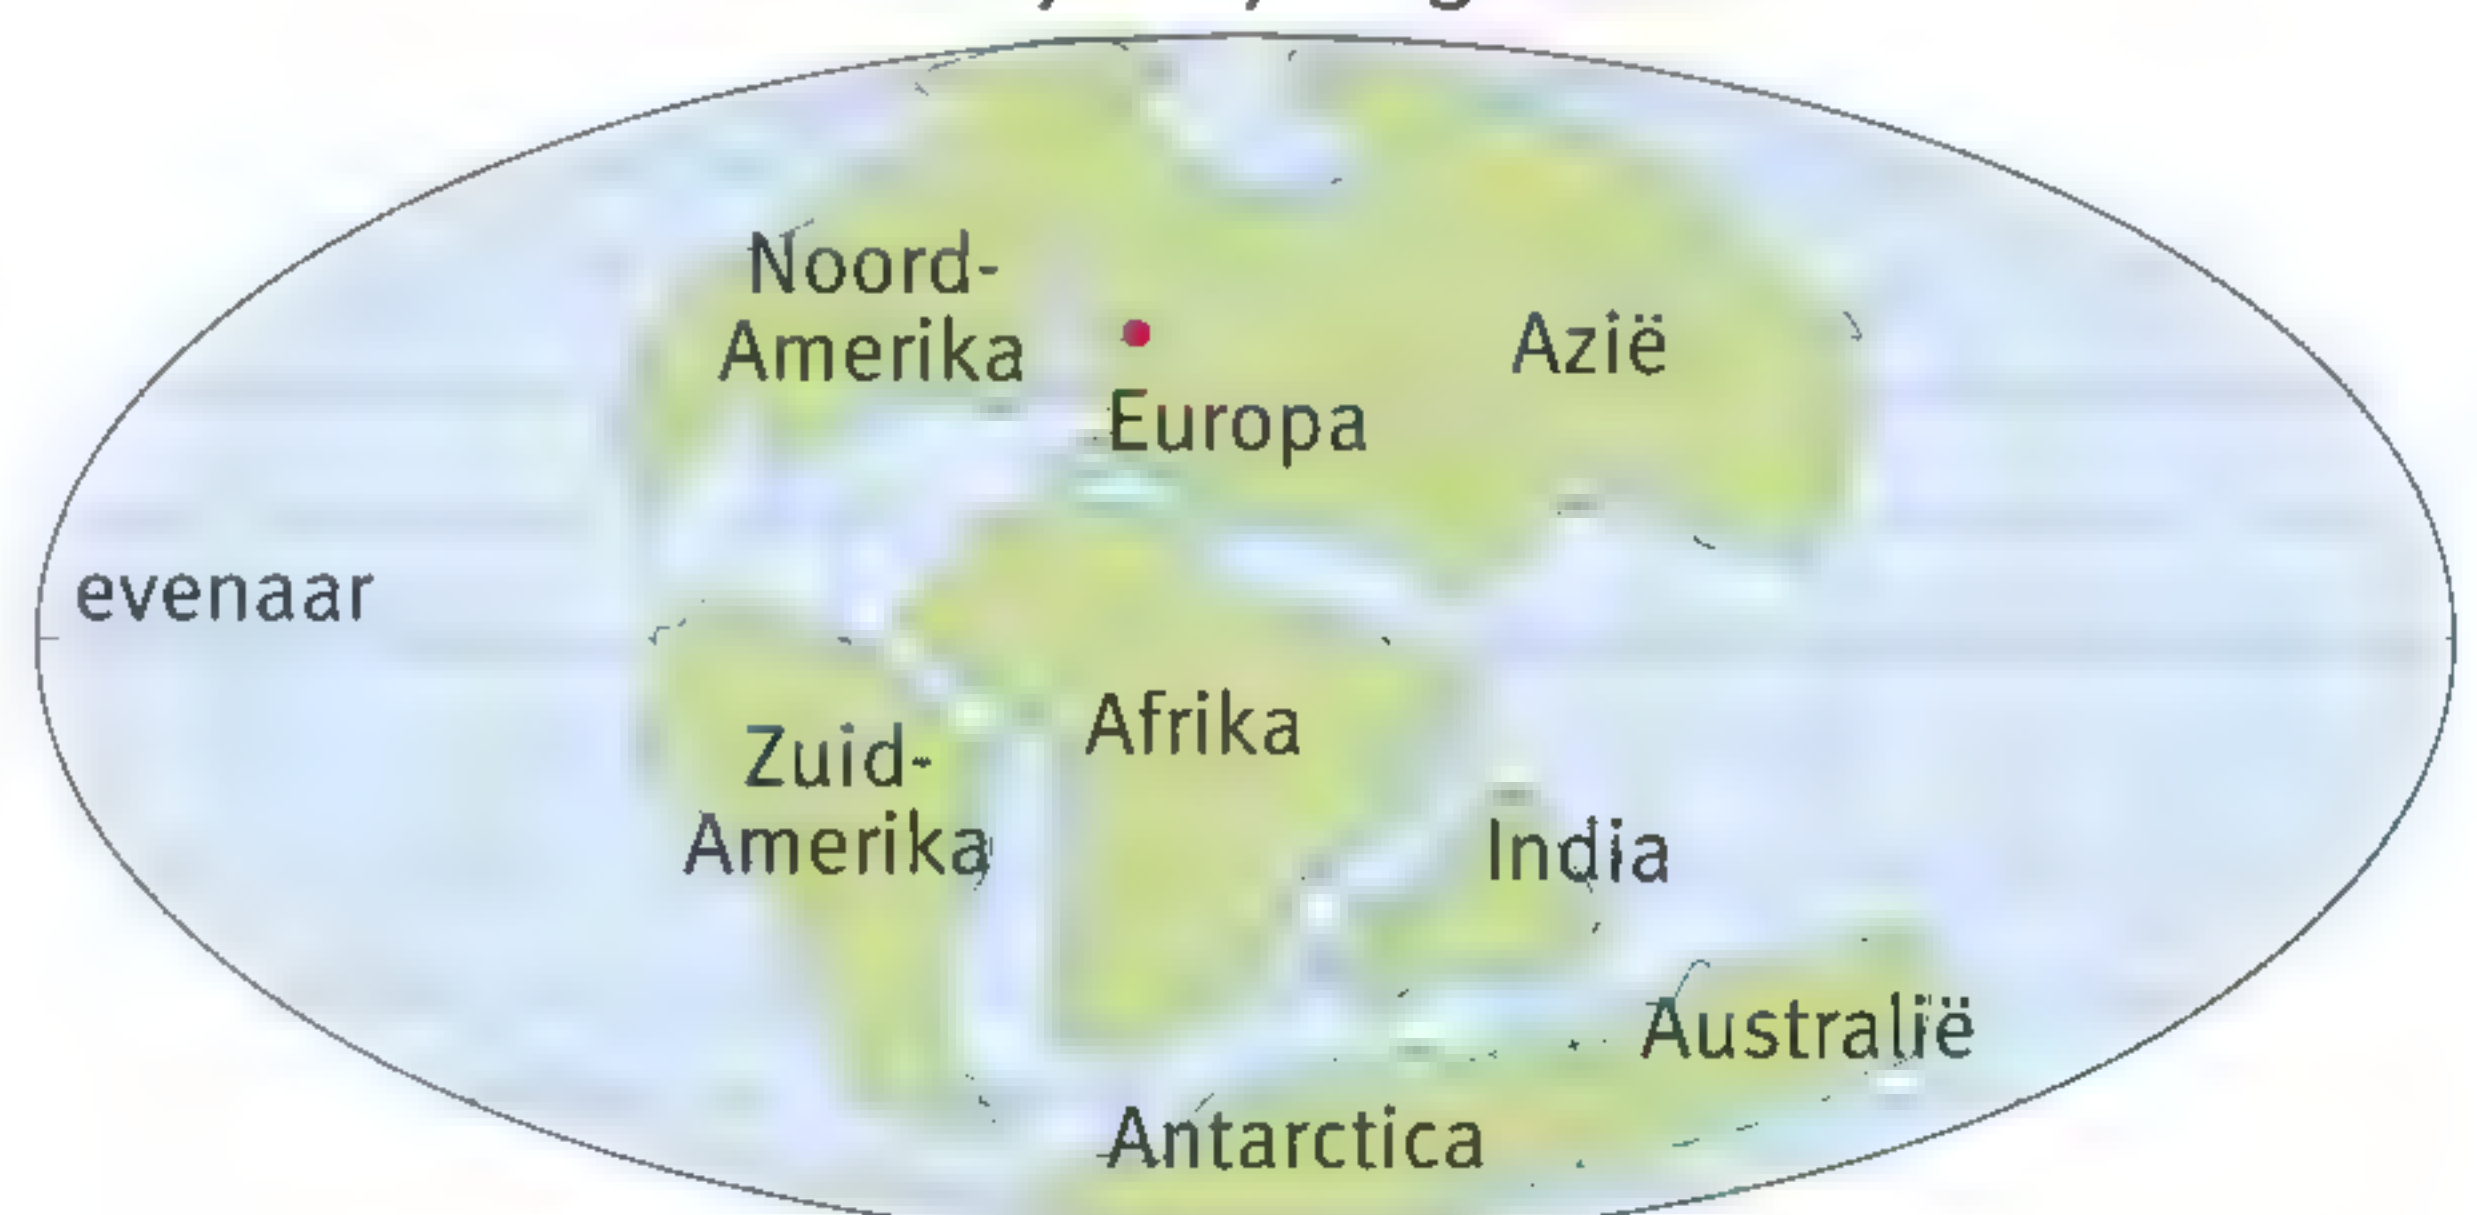 Noord-
Amerika
Azië
Europa
evenaar
Afrika
Zuid-
Amerika
India
Australië
Antarctica